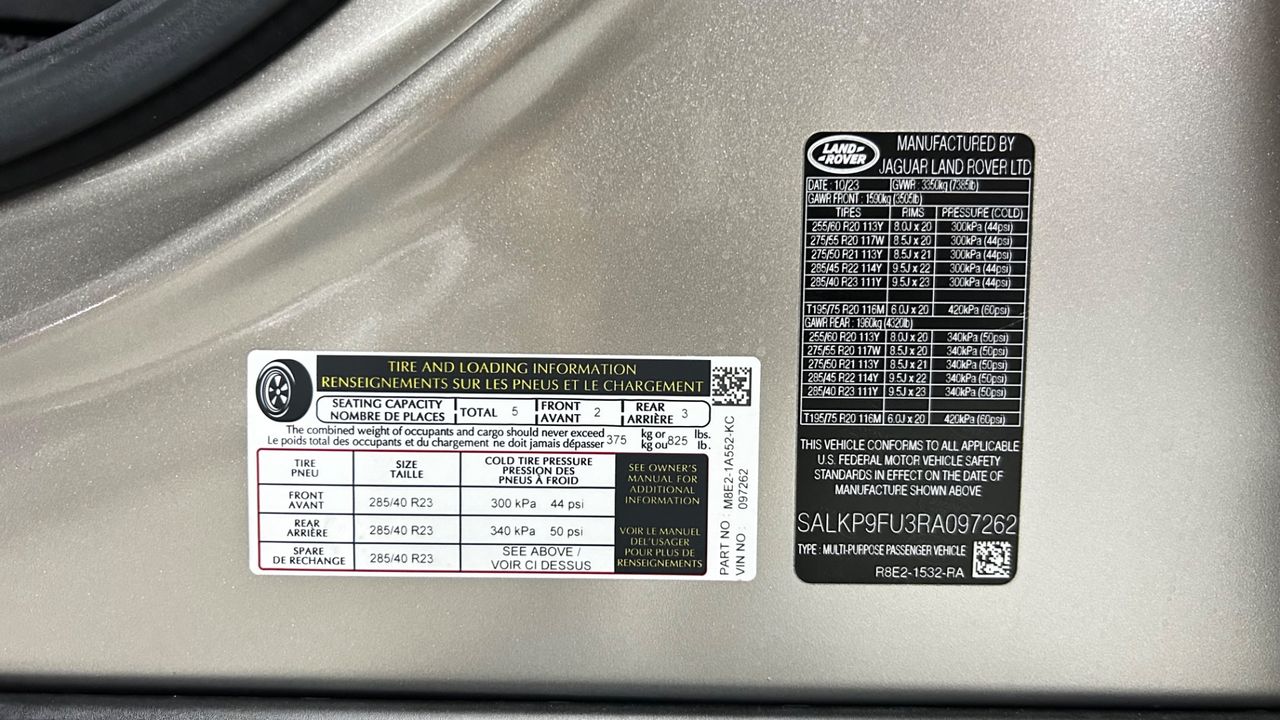 TIRE AND LOADING INFORMATION
RENSEIGNEMENTS SUR LES PNEUS ET LE CHARGEMENT
SEATING CAPACITY
NOMBRE DE PLACES
TOTAL 5
FRONT
AVANT 2
REAR
ARRIÈRE 3
The combined weight of occupants and cargo should never exceed 375 kg or 825 lbs.
Le poids total des occupants et du chargement ne doit jamais dépasser kg ou lb.
TIRE
PNEU
SIZE
TAILLE
COLD TIRE PRESSURE
PRESSION DES
PNEUS À FROID
FRONT
AVANT
285/40 R23
300 kPa 44 psi
REAR
ARRIÈRE
285/40 R23
340 kPa 50 psi
SPARE
DE RECHANGE
285/40 R23
SEE ABOVE /
VOIR CI DESSUS
SEE OWNER'S
MANUAL FOR
ADDITIONAL
INFORMATION
VOIR LE MANUEL
DEL'USAGER
POUR PLUS DE
RENSEIGNEMENTS
PART NO : M8E2-1A552-KC
VIN NO : 097262
LAND-
-ROVER
MANUFACTURED BY
JAGUAR LAND ROVER LTD
DATE : 10/23 GVWR : 3350kg (7385lb)
GAWR FRONT : 1590kg (3505lb)
TIRES RIMS PRESSURE (COLD)
255/60 R20 113Y 8.0J x 20 300kPa (44psi)
275/55 R20 117W 8.5J x 20 300kPa (44psi)
275/50 R21 113Y 8.5J x 21 300kPa (44psi)
285/45 R22 114Y 9.5J x 22 300kPa (44psi)
285/40 R23 111Y 9.5J x 23 300kPa (44psi)
T195/75 R20 116M 6.0J x 20 420kPa (60psi)
GAWR REAR : 1960kg (4320lb)
255/60 R20 113Y 8.0J x 20 340kPa (50psi)
275/55 R20 117W 8.5J x 20 340kPa (50psi)
275/50 R21 113Y 8.5J x 21 340kPa (50psi)
285/45 R22 114Y 9.5J x 22 340kPa (50psi)
285/40 R23 111Y 9.5J x 23 340kPa (50psi)
T195/75 R20 116M 6.0J x 20 420kPa (60psi)
THIS VEHICLE CONFORMS TO ALL APPLICABLE
U.S. FEDERAL MOTOR VEHICLE SAFETY
STANDARDS IN EFFECT ON THE DATE OF
MANUFACTURE SHOWN ABOVE
SALKP9FU3RA097262
TYPE : MULTI-PURPOSE PASSENGER VEHICLE
R8E2-1532-RA